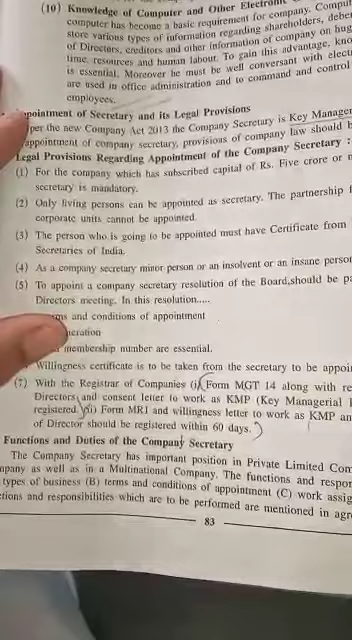 (10) Knowledge of Computer and Other Electronic
computer has become a basic requirement for company. Comput
store various types of information regarding shareholders, deben
of Directors, creditors and other information of company on hug
time, resources and human labour. To gain this advantage, kno
is essential. Moreover he must be well conversant with elect
are used in office administration and to command and control
employees.
ppointment of Secretary and its Legal Provisions
per the new Company Act 2013 the Company Secretary is Key Manager
appointment of company secretary, provisions of company law should b
Legal Provisions Regarding Appointment of the Company Secretary :
(1) For the company which has subscribed capital of Rs. Five crore or m
secretary is mandatory.
(2) Only living persons can be appointed as secretary. The partnership f
corporate units cannot be appointed.
(3) The person who is going to be appointed must have Certificate from
Secretaries of India.
(4) As a company secretary minor person or an insolvent or an insane person
(5) To appoint a company secretary resolution of the Board, should be pa
Directors meeting. In this resolution.....
ms and conditions of appointment
neration
membership number are essential.
Willingness certificate is to be taken from the secretary to be appoin
(7) With the Registrar of Companies (i) Form MGT 14 along with re
Directors and consent letter to work as KMP (Key Managerial
registered. (ii) Form MR1 and willingness letter to work as KMP an
of Director should be registered within 60 days.
Functions and Duties of the Company Secretary
The Company Secretary has important position in Private Limited Com
mpany as well as in a Multinational Company. The functions and respon
types of business (B) terms and conditions of appointment (C) work assig
ctions and responsibilities which are to be performed are mentioned in agr
83